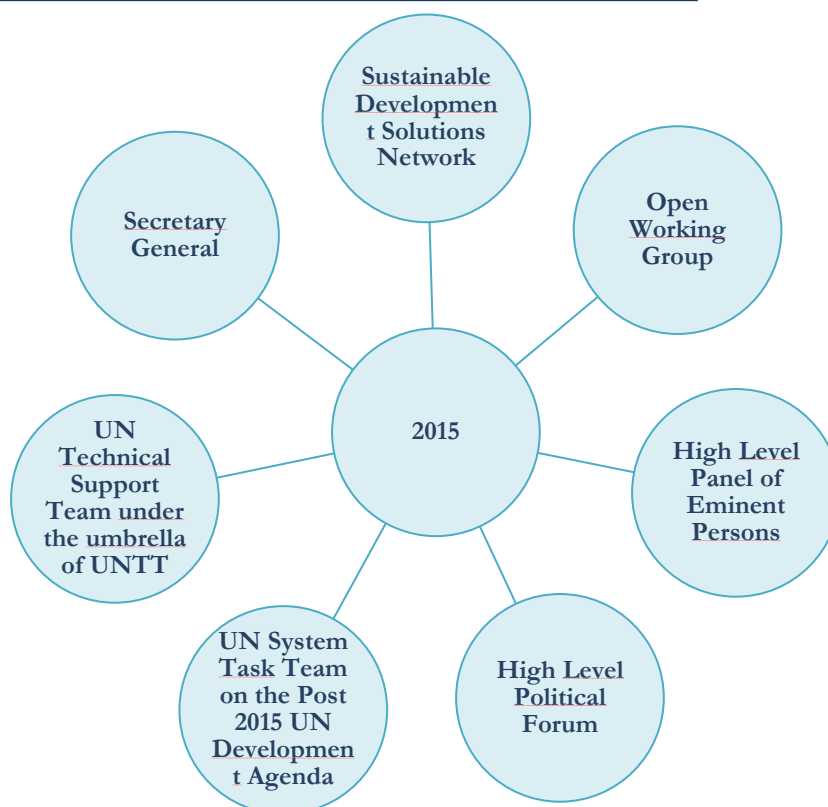 Sustainable
Developmen
t Solutions
Network
Open
Working
Group
High Level
Panel of
Eminent
Persons
High Level
Political
Forum
UN System
Task Team
on the Post
2015 UN
Developmen
t Agenda
UN
Technical
Support
Team under
the umbrella
of UNTT
Secretary
General
2015